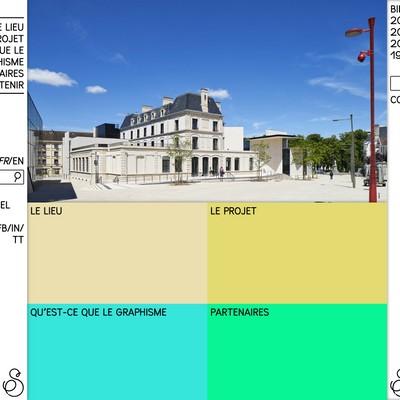 E LIEU
ROJET
UE LE
HISME
AIRES
TENIR
FR/EN
EL
FB/IN/
TT
LE LIEU
LE PROJET
QU'EST-CE QUE LE GRAPHISME
PARTENAIRES
BI
20
20
20
19
CO